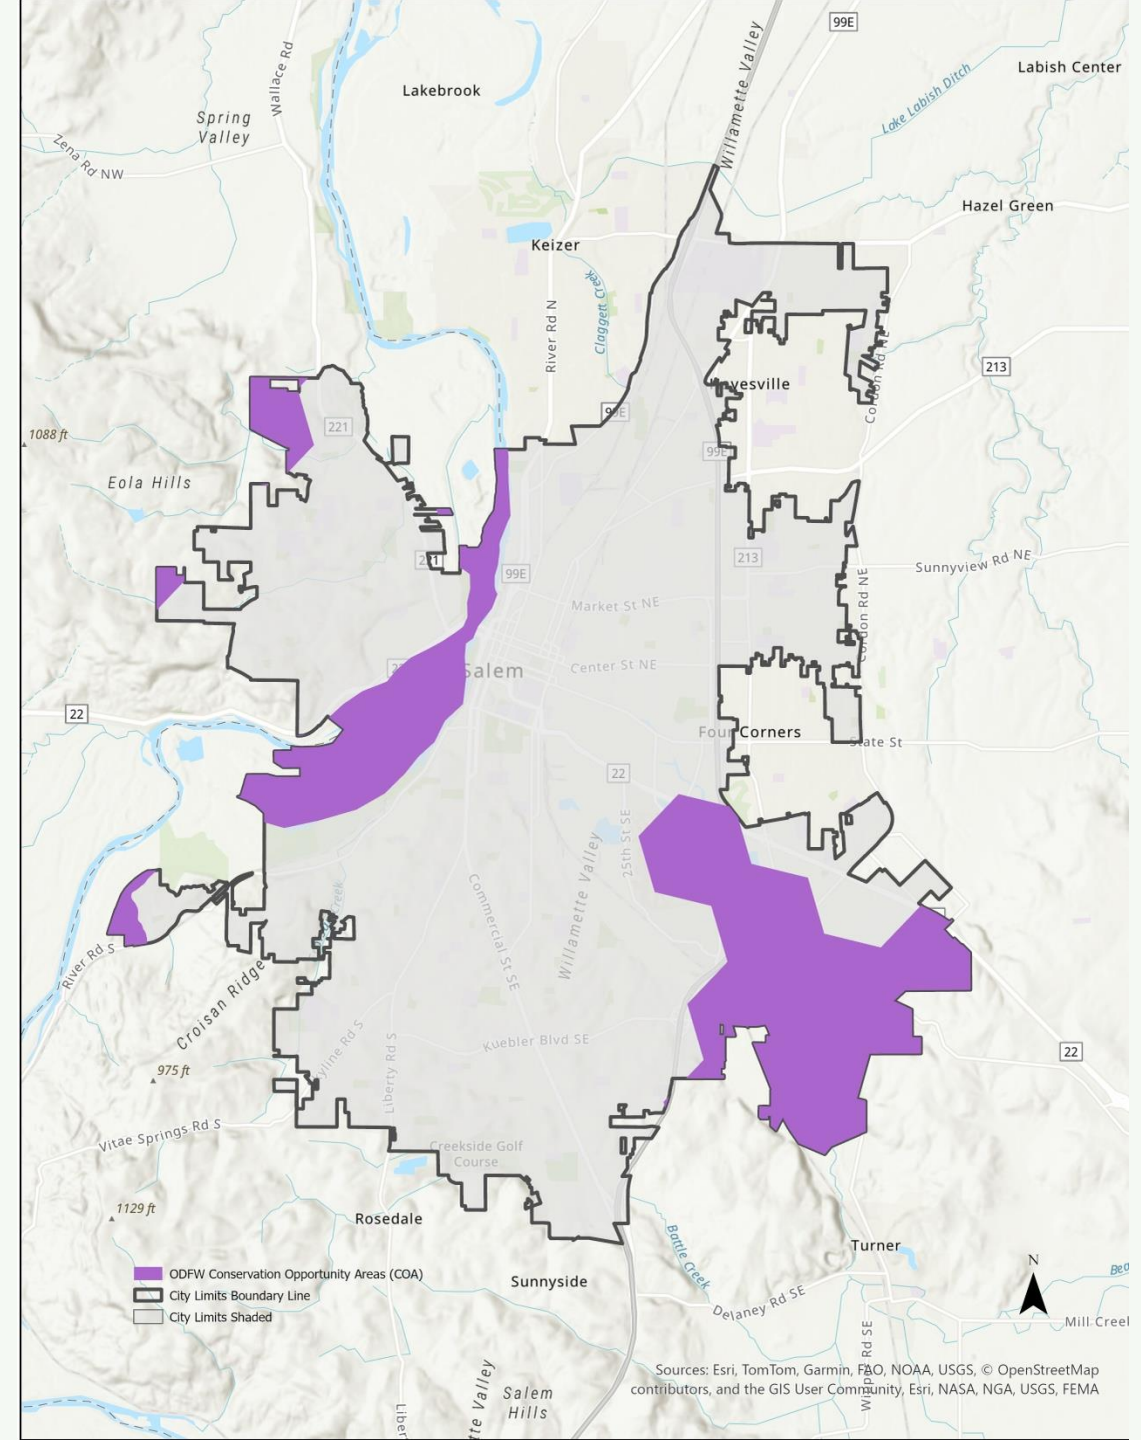 99E
Willamette Valley
Labish Center
Wallace Rd
Lakebrook
Lake Labish Ditch
Spring
Valley
Zena Rd NW
Hazel Green
Keizer
Claggett Creek
River Rd N
Cordon Rd NE
213
221
99E
1088 ft
99E
Eola Hills
213
Sunnyview Rd NE
221
99E
Market St NE
Cordon Rd NE
Salem
Center St NE
22
Four Corners
State St
22
25th St SE
Willamette Valley
Commercial St SE
River Rd S
Croisan Ridge
Kuebler Blvd SE
Liberty Rd S
22
975 ft
Vitae Springs Rd S
Creekside Golf
Course
1129 ft
Rosedale
Battle Creek
Turner
Sunnyside
N
ODFW Conservation Opportunity Areas (COA)
City Limits Boundary Line
City Limits Shaded
Delaney Rd SE
Mill Creek
Salem
Hills
Sources: Esri, TomTom, Garmin, FAO, NOAA, USGS, © OpenStreetMap
contributors, and the GIS User Community, Esri, NASA, NGA, USGS, FEMA